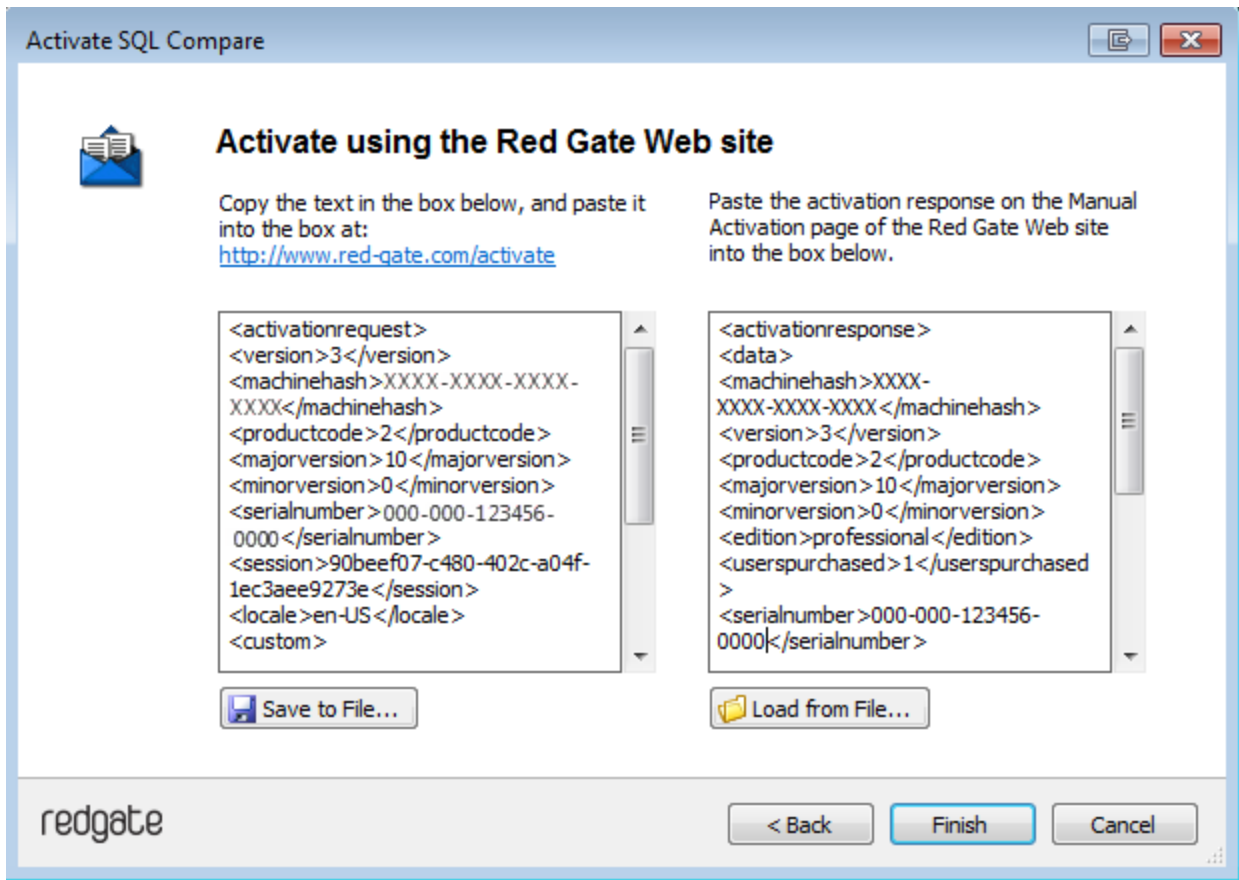 Activate SQL Compare
Activate using the Red Gate Web site
Copy the text in the box below, and paste it
into the box at:
http://www.red-gate.com/activate
Paste the activation response on the Manual
Activation page of the Red Gate Web site
into the box below.
<activationrequest>
<version>3</version>
<machinehash>XXXX-XXXX-XXXX-
XXXX</machinehash>
<productcode>2</productcode>
<majorversion>10</majorversion>
<minorversion>0</minorversion>
<serialnumber>000-000-123456-
0000</serialnumber>
<session>90beef07-c480-402c-a04f-
1ec3aee9273e</session>
<locale>en-US</locale>
<custom>
<activationresponse>
<data>
<machinehash>XXXX-
XXXX-XXXX-XXXX</machinehash>
<version>3</version>
<productcode>2</productcode>
<majorversion>10</majorversion>
<minorversion>0</minorversion>
<edition>professional</edition>
<userspurchased>1</userspurchased
>
<serialnumber>000-000-123456-
0000</serialnumber>
Save to File...
Load from File...
redgate
< Back
Finish
Cancel